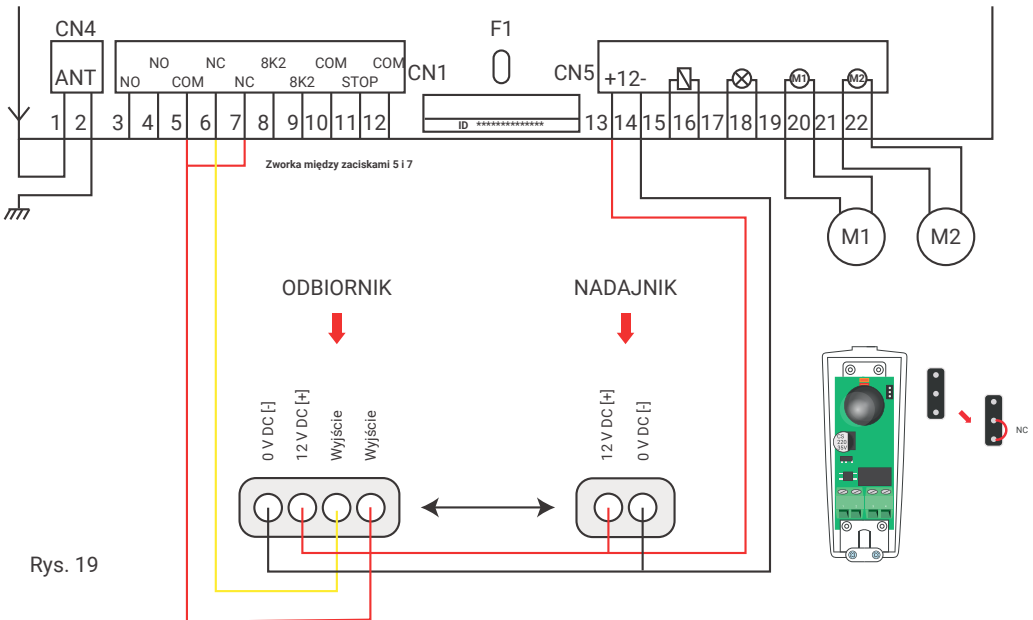 CN4
F1
ANT
NO NO COM NC NC 8K2 8K2 COM STOP COM
CN1
CN5
+12-
M1
M2
1 2 3 4 5 6 7 8 9 10 11 12 13 14 15 16 17 18 19 20 21 22
ID **************
Zworka między zaciskami 5 i 7
M1
M2
ODBIORNIK
NADAJNIK
0 V DC [-]
12 V DC [+]
Wyjście
Wyjście
12 V DC [+]
0 V DC [-]
CS
220
35V
NC
Rys. 19